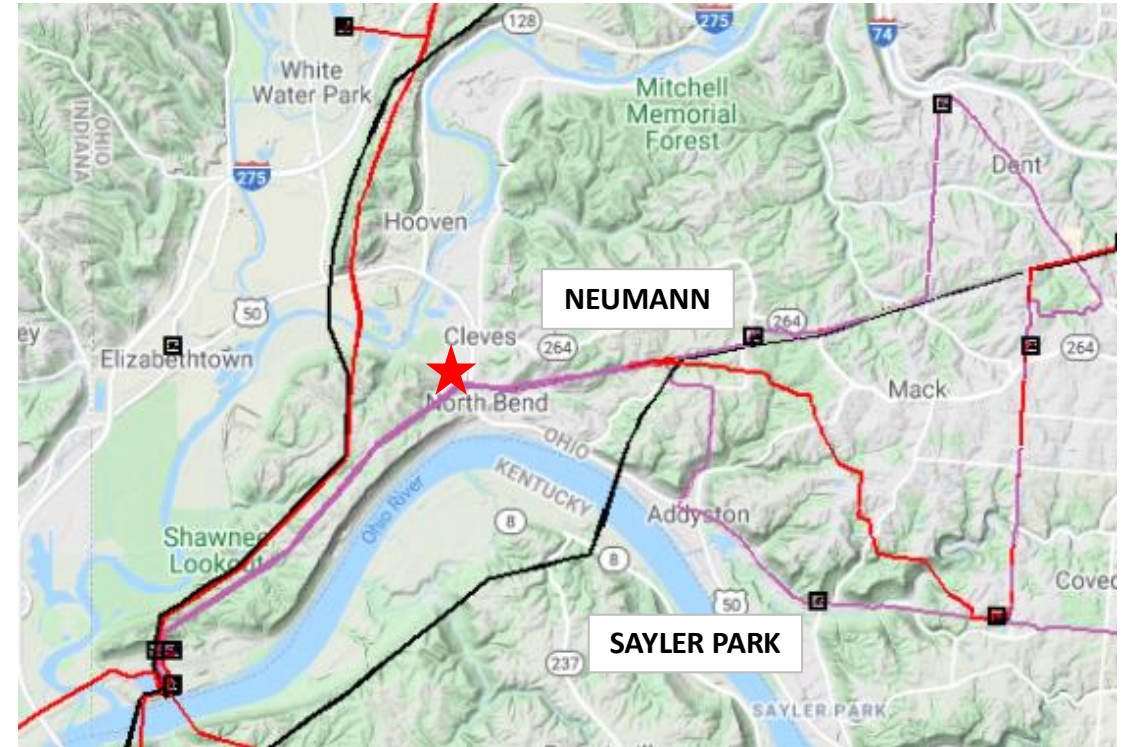 128
275
74
White
Water Park
Mitchell
Memorial
Forest
OHIO
INDIANA
275
Dent
Hooven
NEUMANN
50
264
Cleves
264
264
Elizabethtown
Mack
North Bend
OHIO
KENTUCKY
Ohio River
8
Addyston
Shawnee
Lookout
8
50
SAYLER PARK
237
SAYLER PARK